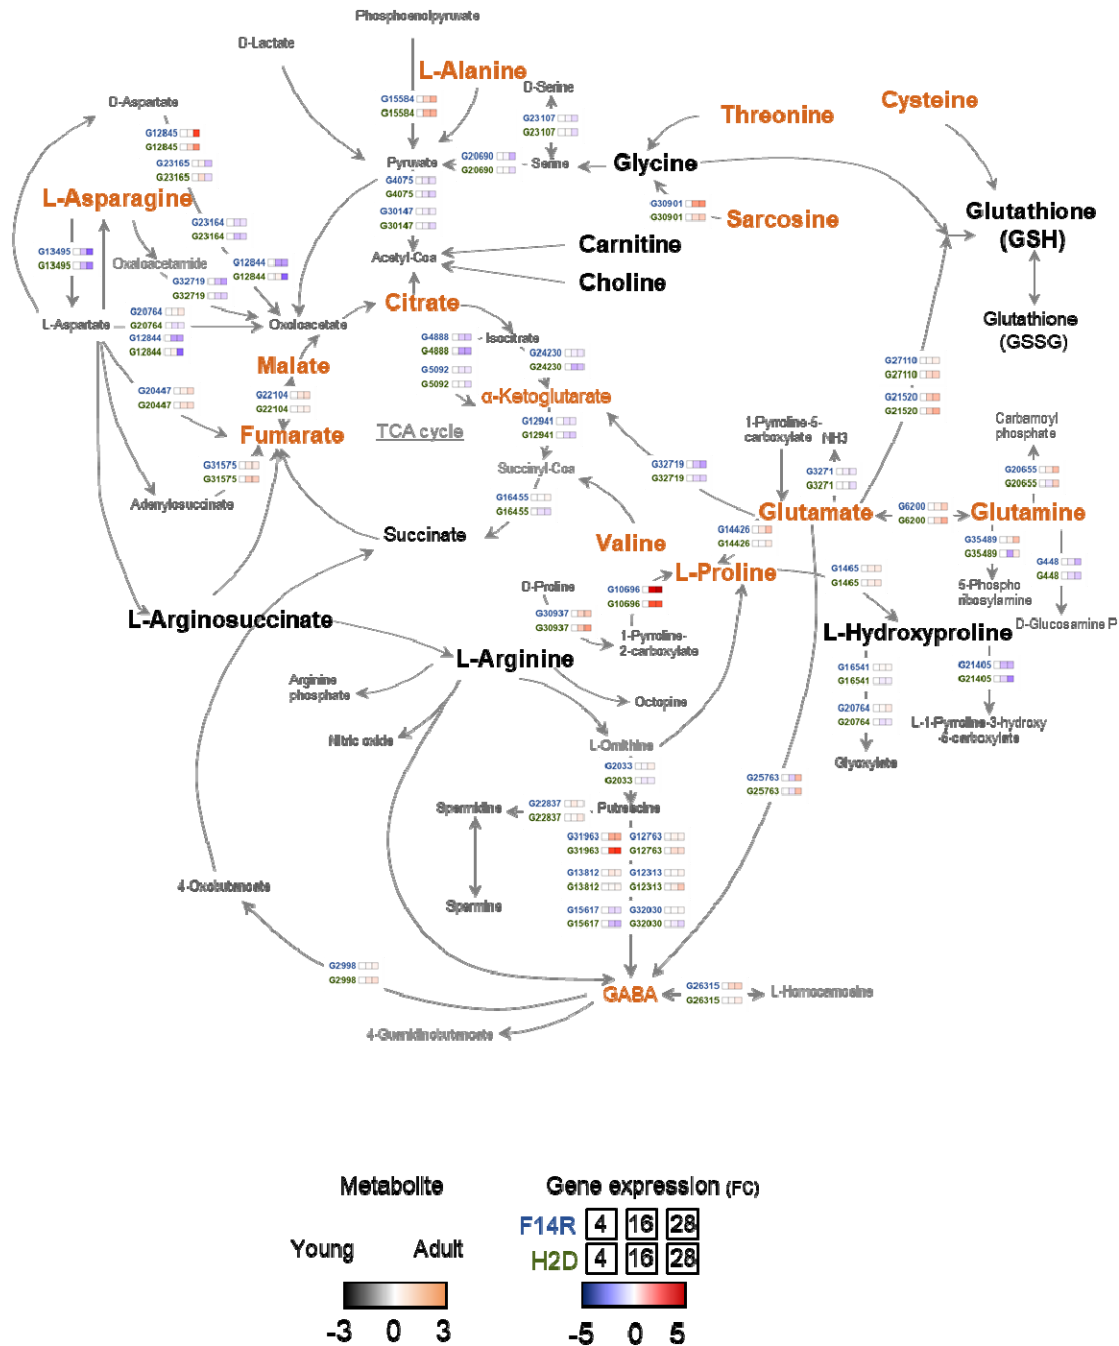 Phosphoenolpyruvate
D-Lactate
L-Alanine
D-Serine
D-Aspartate
G15584
G15584
Cysteine
Threonine
G12845
G12845
G23107
G23107
G23165
G23165
Pyruvate
G20690
G20690
Serine
Glycine
L-Asparagine
G4075
G4075
G30901
G30901
Sarcosine
Glutathione
(GSH)
G30147
G30147
G23164
G23164
G13495
G13495
Oxaloacetamide
G12844
G12844
Acetyl-Coa
Carnitine
Choline
G32719
G32719
Citrate
L-Aspartate
G20764
G20764
G12844
G12844
Oxoloacetate
Glutathione
(GSSG)
G4888
G4888
Isocitrate
G24230
G24230
G5092
G5092
Malate
G27110
G27110
G20447
G20447
G22104
G22104
α-Ketoglutarate
G21520
G21520
Fumarate
TCA cycle
G12941
G12941
1-Pyrroline-5-
carboxylate
NH3
Carbamoyl
phosphate
G31575
G31575
Succinyl-Coa
G32719
G32719
G3271
G3271
G20655
G20655
Adenylosuccinate
G16455
G16455
Glutamate
G6200
G6200
Glutamine
Succinate
Valine
G14426
G14426
G35489
G35489
L-Proline
G1465
G1465
G448
G448
D-Proline
G10696
G10696
5-Phospho
ribosylamine
L-Arginosuccinate
G30937
G30937
1-Pyrroline-
2-carboxylate
L-Hydroxyproline
D-Glucosamine P
L-Arginine
G16541
G16541
G21405
G21405
Arginine
phosphate
Octopine
G20764
G20764
L-1-Pyrroline-3-hydroxy
-5-carboxylate
Nitric oxide
L-Ornithine
Glyoxylate
G2033
G2033
G25763
G25763
Spermidine
G22837
G22837
Putrescine
G31963
G31963
G12763
G12763
G13812
G13812
G12313
G12313
4-Oxobutanoate
Spermine
G15617
G15617
G32030
G32030
G2998
G2998
GABA
G26315
G26315
L-Homocarnosine
4-Guanidinobutanoate
Metabolite
Gene expression (FC)
F14R 4 16 28
Young Adult
H2D 4 16 28
-3 0 3
-5 0 5